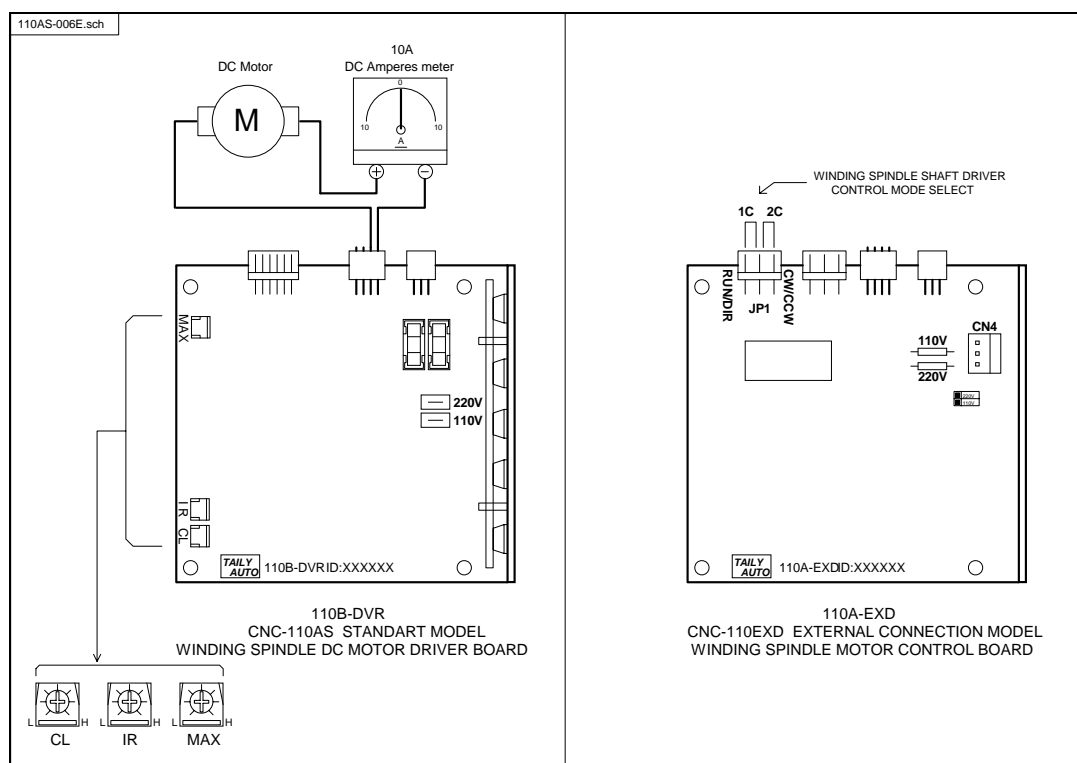 110AS-006E.sch
10A
DC Motor
DC Amperes meter
0
M
10
10
A
+
−
MAX
220V
110V
I R
CL
TAILY
AUTO
110B-DVRID:XXXXXX
110B-DVR
CNC-110AS STANDART MODEL
WINDING SPINDLE DC MOTOR DRIVER BOARD
L
H
L
H
L
H
CL
IR
MAX
WINDING SPINDLE SHAFT DRIVER
CONTROL MODE SELECT
1C
2C
RUN/DIR
JP1
CW/CCW
CN4
110V
220V
220V
110V
TAILY
AUTO
110A-EXDID:XXXXXX
110A-EXD
CNC-110EXD EXTERNAL CONNECTION MODEL
WINDING SPINDLE MOTOR CONTROL BOARD